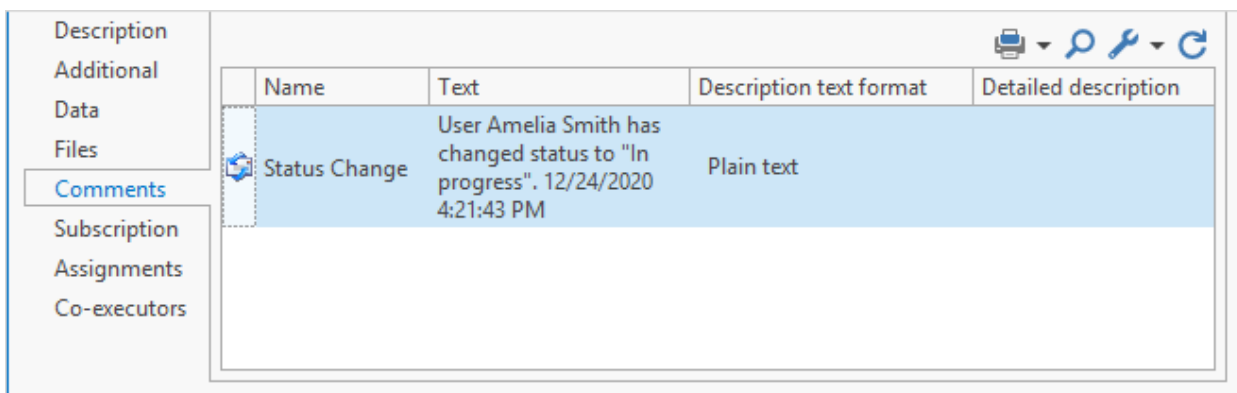 Description
Additional
Data
Files
Comments
Subscription
Assignments
Co-executors
Name Text Description text format Detailed description
Status Change
User Amelia Smith has
changed status to "In
progress". 12/24/2020
4:21:43 PM
Plain text